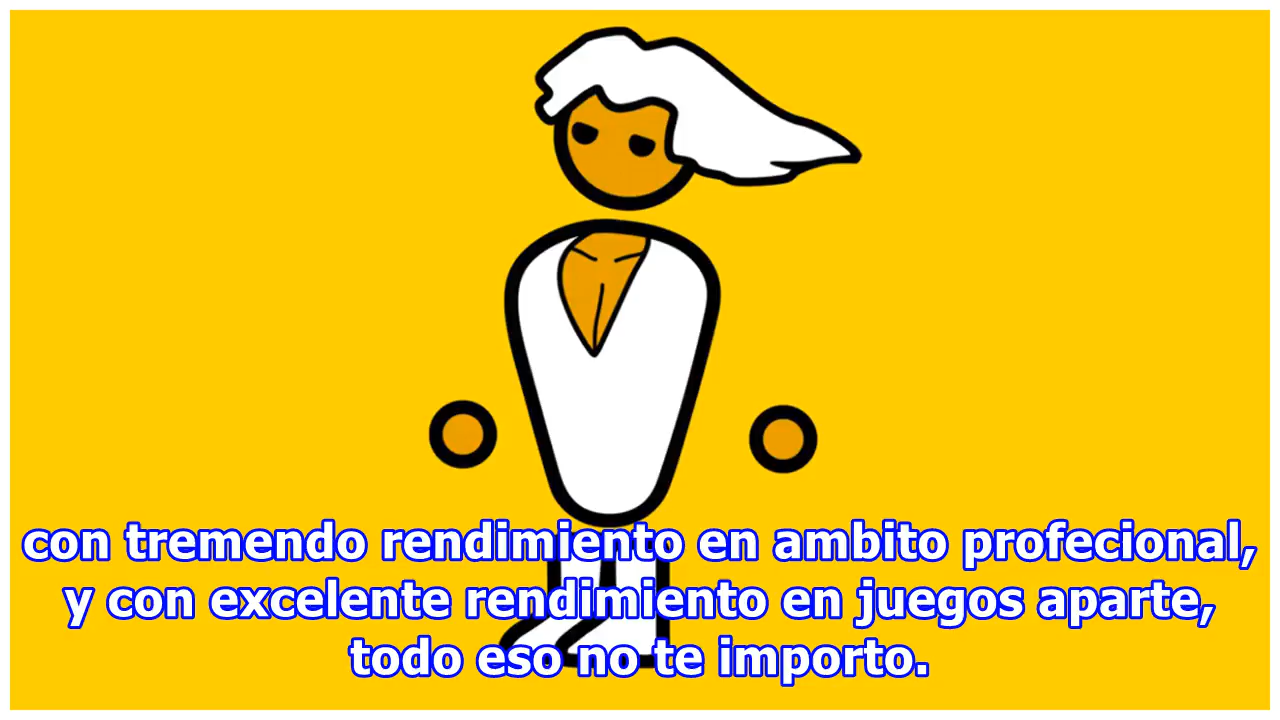 con tremendo rendimiento en ambito profecional,
y con excelente rendimiento en juegos aparte,
todo eso no te importo.